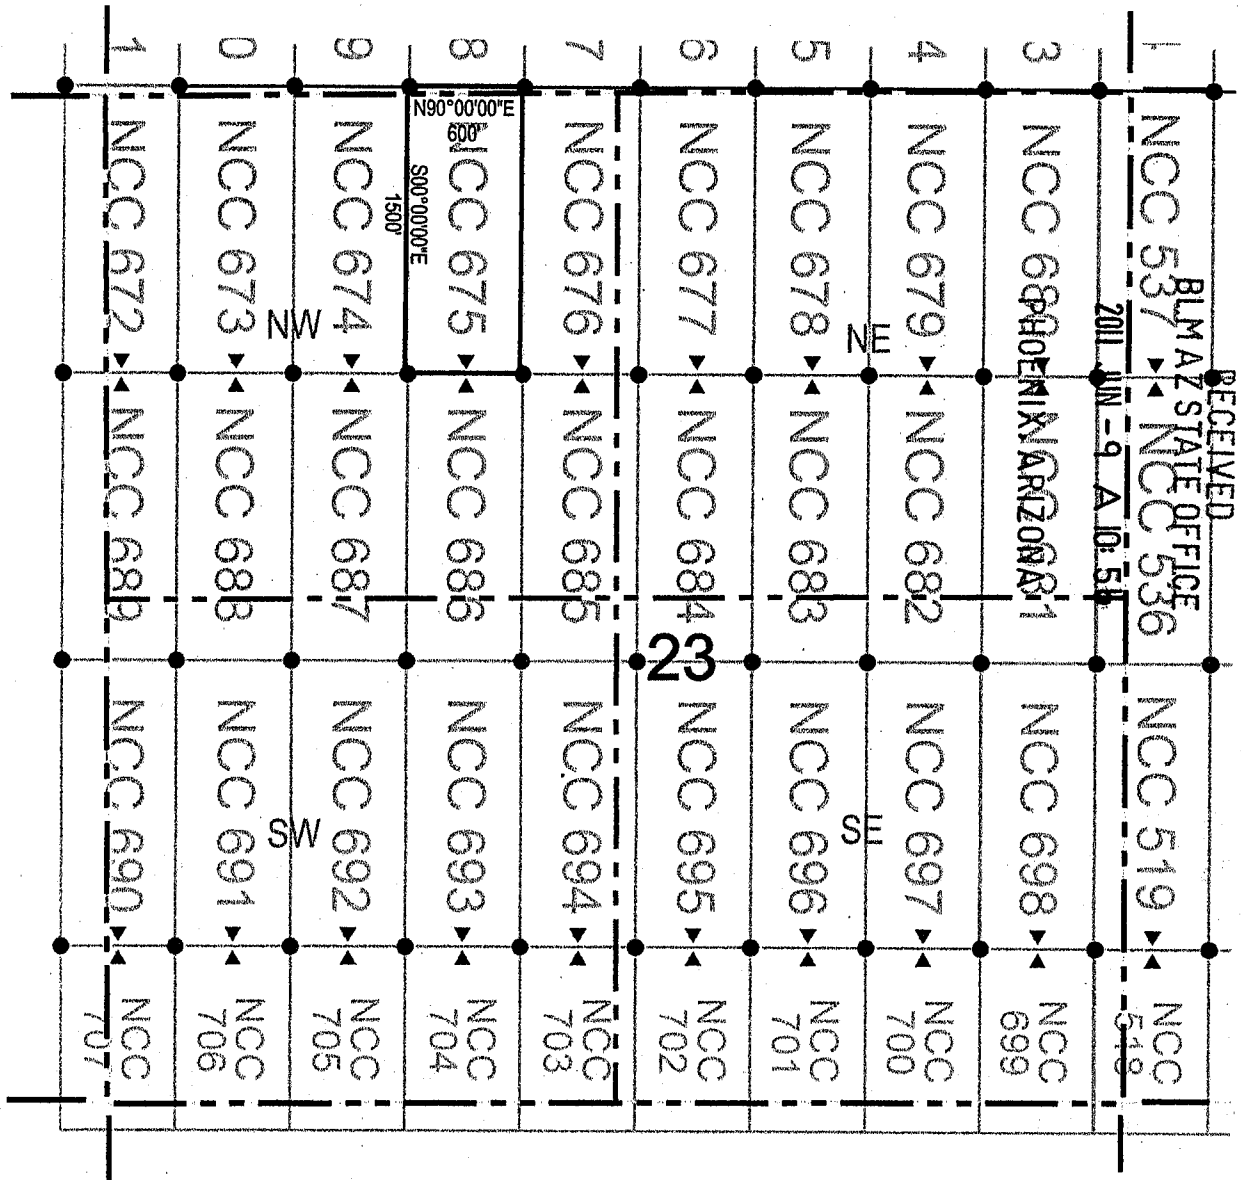 1 0 9 8 7 6 5 4 3
N90°00'00"E
600'
S00°00'00"E
1500'
NCC 672 NCC 673 NCC 674 NCC 675 NCC 676 NCC 677 NCC 678 NCC 679 NCC 680 NCC 537
NW NE
RECEIVED
BLM AZ STATE OFFICE
2011 JUN -9 A 10:58
PHOENIX, ARIZONA
NCC 689 NCC 688 NCC 687 NCC 686 NCC 685 NCC 684 NCC 683 NCC 682 NCC 681 NCC 536
23
NCC 690 NCC 691 NCC 692 NCC 693 NCC 694 NCC 695 NCC 696 NCC 697 NCC 698 NCC 519
SW SE
NCC 707
NCC 706
NCC 705
NCC 704
NCC 703
NCC 702
NCC 701
NCC 700
NCC 699
NCC 518